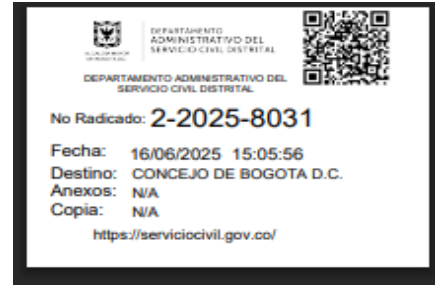 DEPARTAMENTO
ADMINISTRATIVO DEL
SERVICIO CIVIL DISTRITAL
DEPARTAMENTO ADMINISTRATIVO DEL
SERVICIO CIVIL DISTRITAL
No Radicado: 2-2025-8031
Fecha: 16/06/2025 15:05:56
Destino: CONCEJO DE BOGOTA D.C.
Anexos: N/A
Copia: N/A
https://serviciocivil.gov.co/